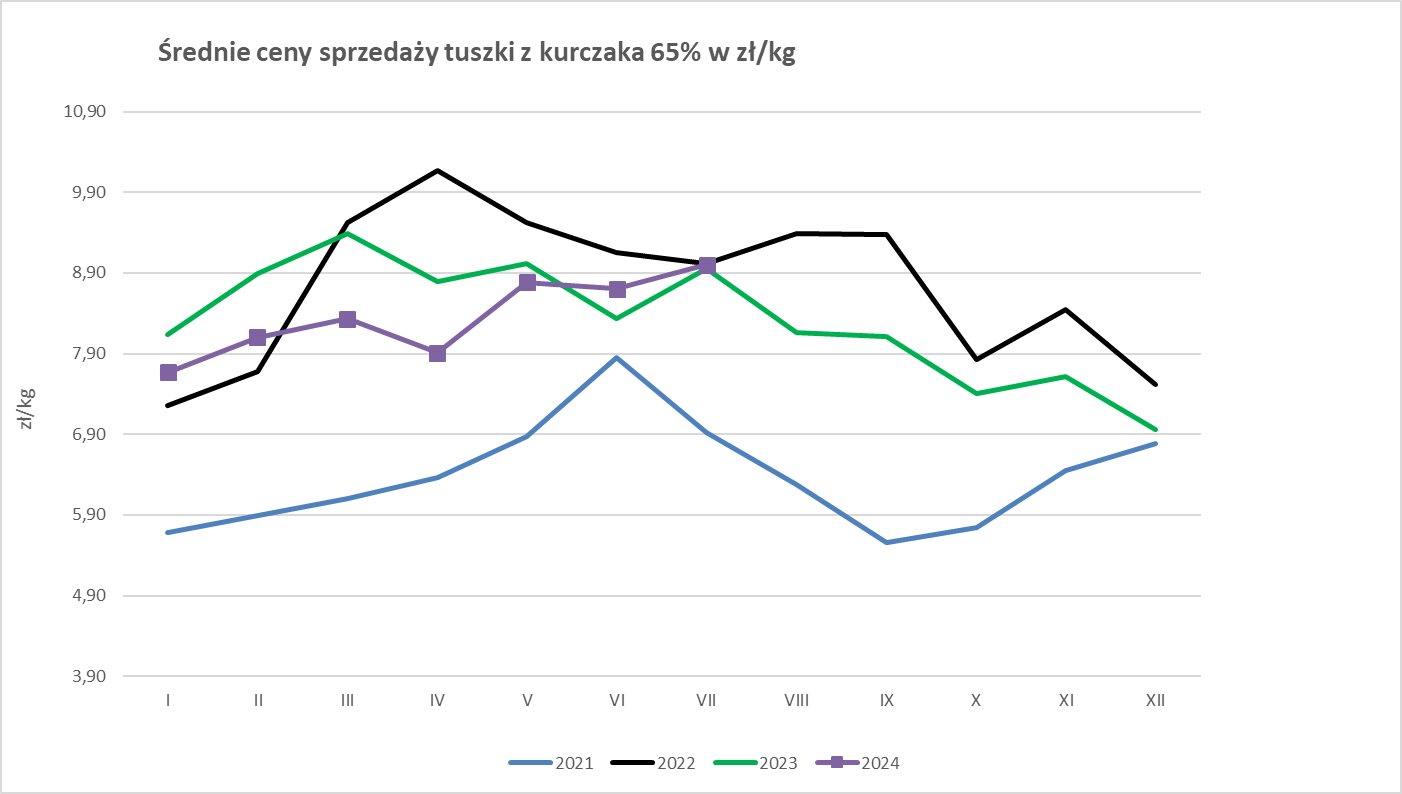 Średnie ceny sprzedaży tuszki z kurczaka 65% w zł/kg
10,90
9,90
8,90
7,90
6,90
5,90
4,90
3,90
zł/kg
I II III IV V VI VII VIII IX X XI XII
2021 2022 2023 2024